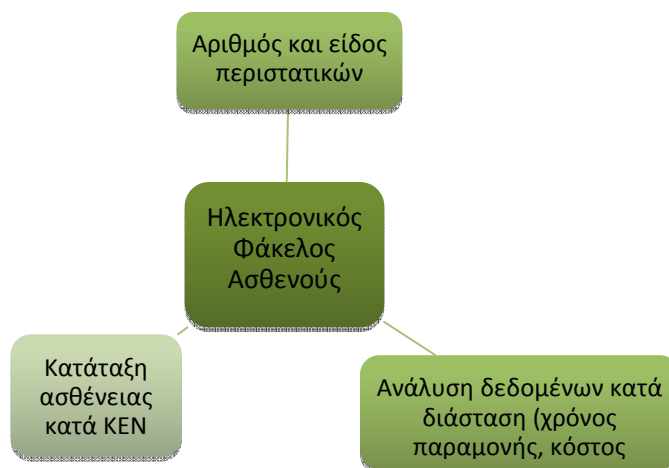 Αριθμός και είδος
περιστατικών
Ηλεκτρονικός
Φάκελος
Ασθενούς
Κατάταξη
ασθένειας
κατά ΚΕΝ
Ανάλυση δεδομένων κατά
διάσταση (χρόνος
παραμονής, κόστος